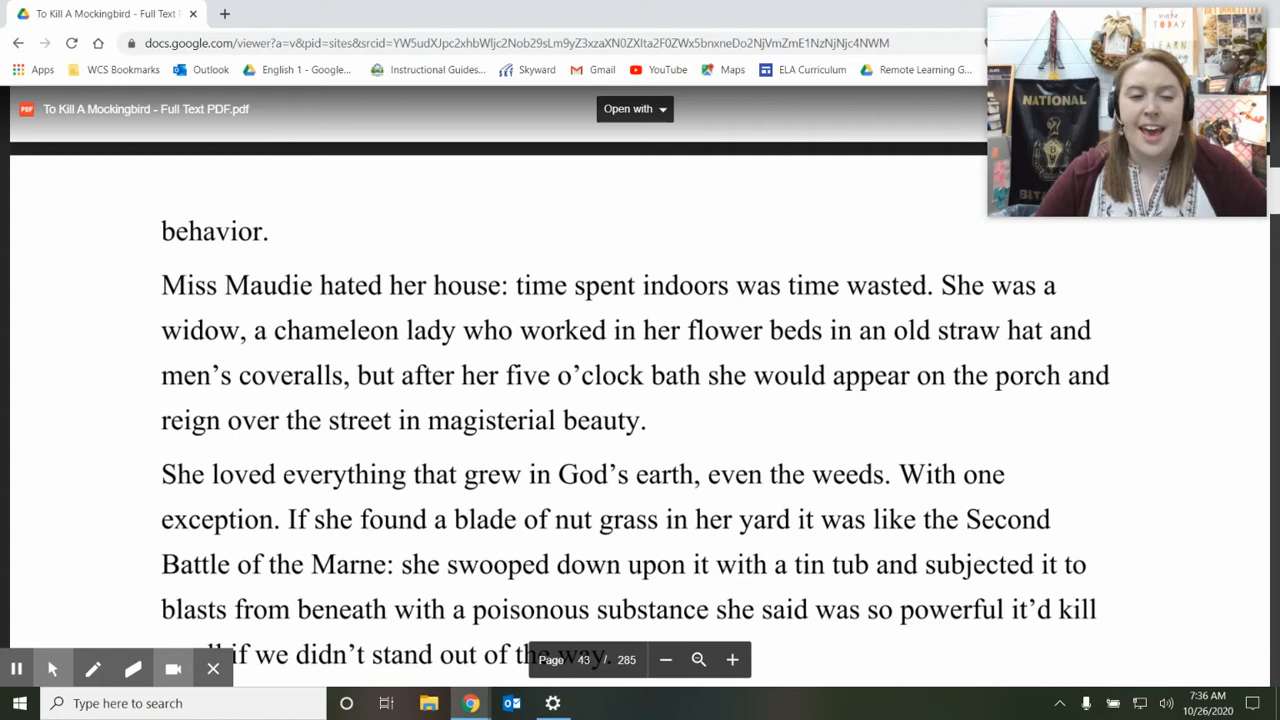 To Kill A Mockingbird - Full Text
docs.google.com/viewer?a=v&pid=sites&srcid=YW5udXJpc2xhbWljc2Nob29sLm9yZ3xzaXN0ZXIta2F0ZWx5bnxneDo2NjVmZmE1NzNjNjc4NWM
Apps WCS Bookmarks Outlook English 1 - Google... Instructional Guides... Skyward Gmail YouTube Maps ELA Curriculum Remote Learning G...
PDF To Kill A Mockingbird - Full Text PDF.pdf Open with
make
TODAY
LEARN
NATIONAL
behavior.
Miss Maudie hated her house: time spent indoors was time wasted. She was a
widow, a chameleon lady who worked in her flower beds in an old straw hat and
men’s coveralls, but after her five o’clock bath she would appear on the porch and
reign over the street in magisterial beauty.
She loved everything that grew in God’s earth, even the weeds. With one
exception. If she found a blade of nut grass in her yard it was like the Second
Battle of the Marne: she swooped down upon it with a tin tub and subjected it to
blasts from beneath with a poisonous substance she said was so powerful it’d kill
if we didn’t stand out of the way.
Page 43 / 285
Type here to search
7:36 AM
10/26/2020